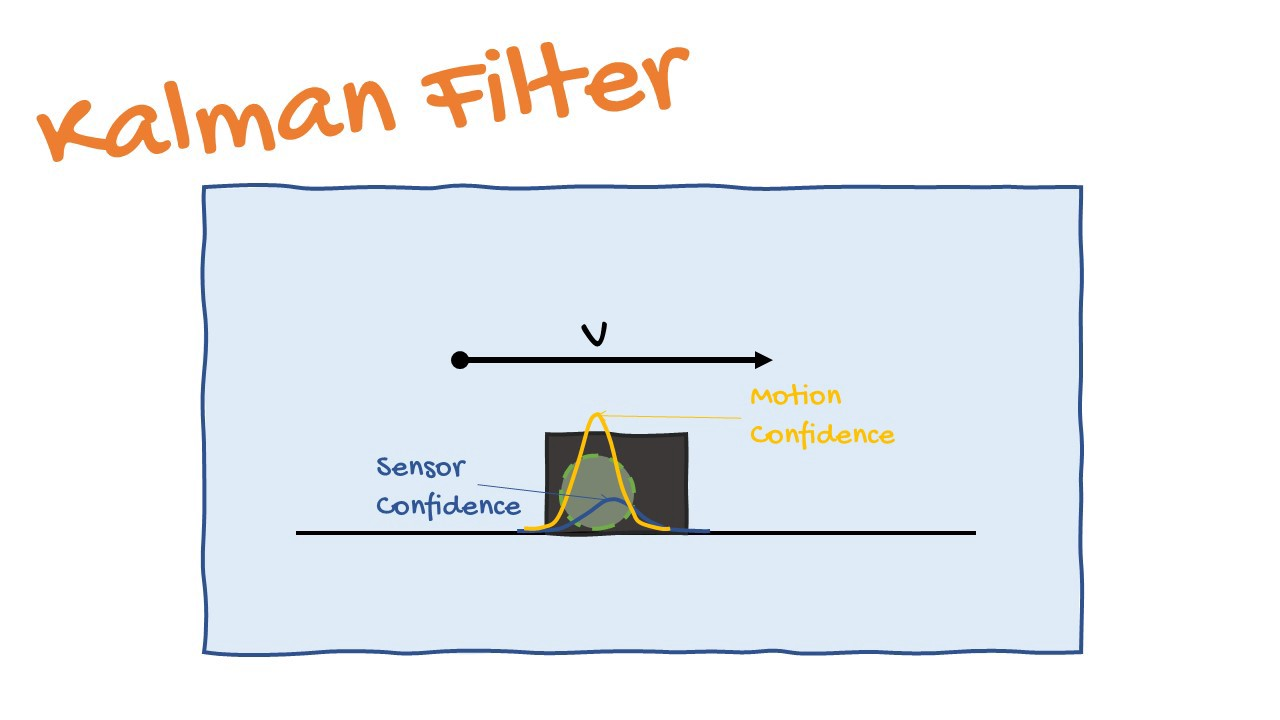 Kalman Filter
v
Motion
Confidence
Sensor
Confidence